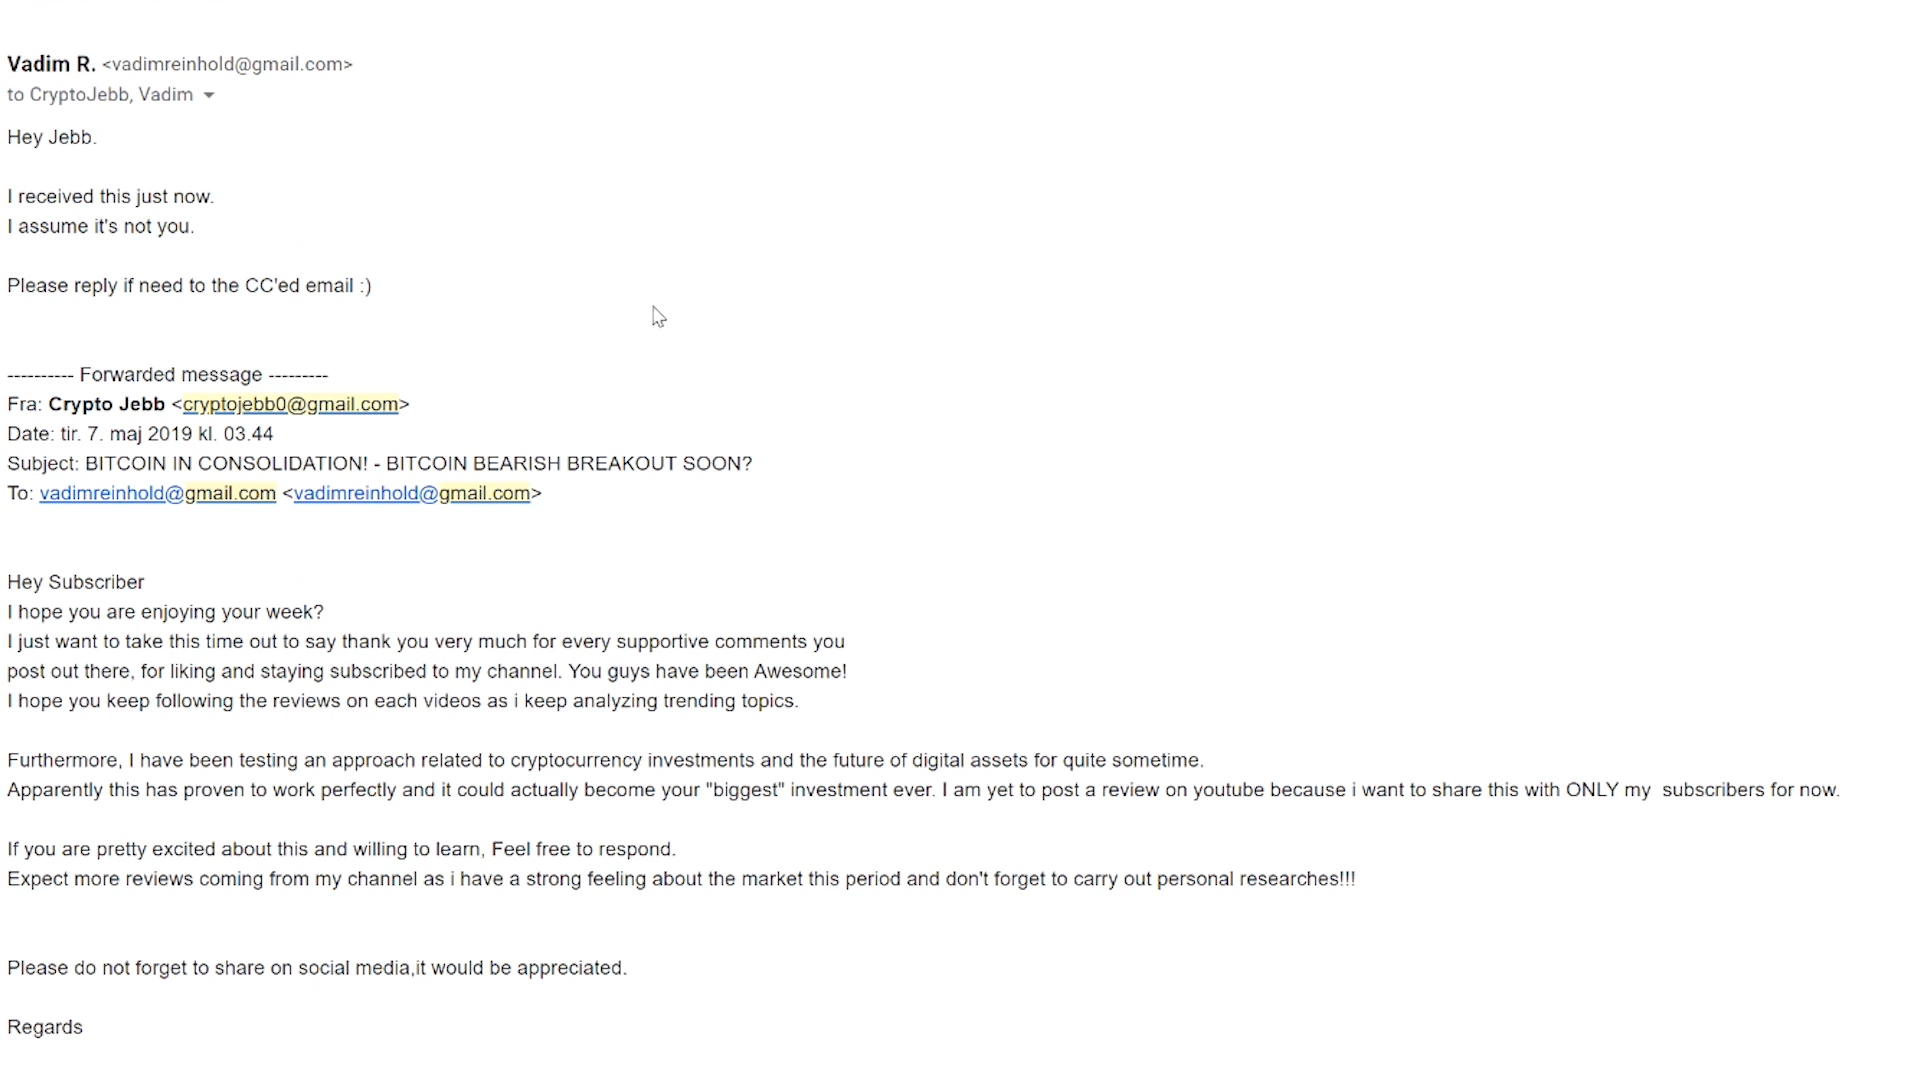 Vadim R. <vadimreinhold@gmail.com>
to CryptoJebb, Vadim
Hey Jebb.
I received this just now.
I assume it's not you.
Please reply if need to the CC'ed email :)
---------- Forwarded message ---------
Fra: Crypto Jebb <cryptojebb0@gmail.com>
Date: tir. 7. maj 2019 kl. 03.44
Subject: BITCOIN IN CONSOLIDATION! - BITCOIN BEARISH BREAKOUT SOON?
To: vadimreinhold@gmail.com <vadimreinhold@gmail.com>
Hey Subscriber
I hope you are enjoying your week?
I just want to take this time out to say thank you very much for every supportive comments you
post out there, for liking and staying subscribed to my channel. You guys have been Awesome!
I hope you keep following the reviews on each videos as i keep analyzing trending topics.
Furthermore, I have been testing an approach related to cryptocurrency investments and the future of digital assets for quite sometime.
Apparently this has proven to work perfectly and it could actually become your "biggest" investment ever. I am yet to post a review on youtube because i want to share this with ONLY my  subscribers for now.
If you are pretty excited about this and willing to learn, Feel free to respond.
Expect more reviews coming from my channel as i have a strong feeling about the market this period and don't forget to carry out personal researches!!!
Please do not forget to share on social media,it would be appreciated.
Regards